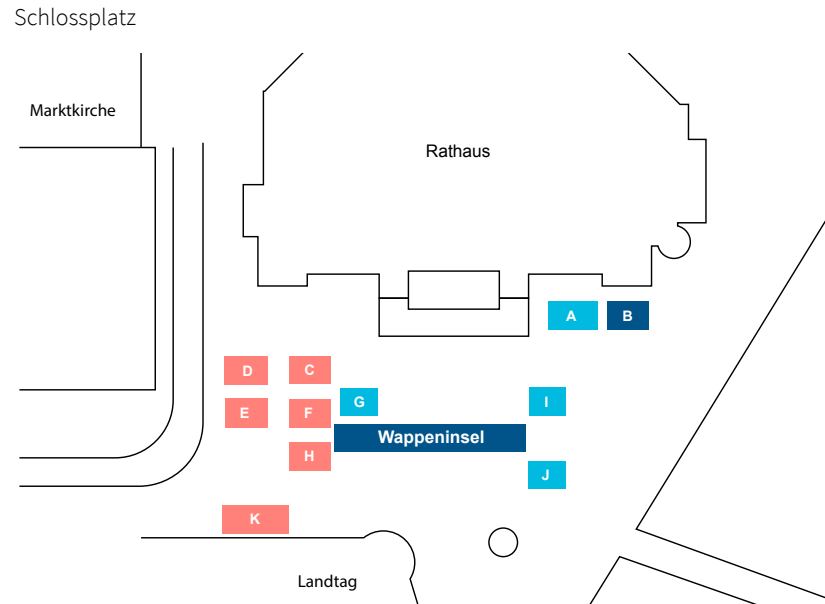 Schlossplatz
Marktkirche
Rathaus
A
B
D
C
G
I
E
F
Wappeninsel
H
J
K
Landtag